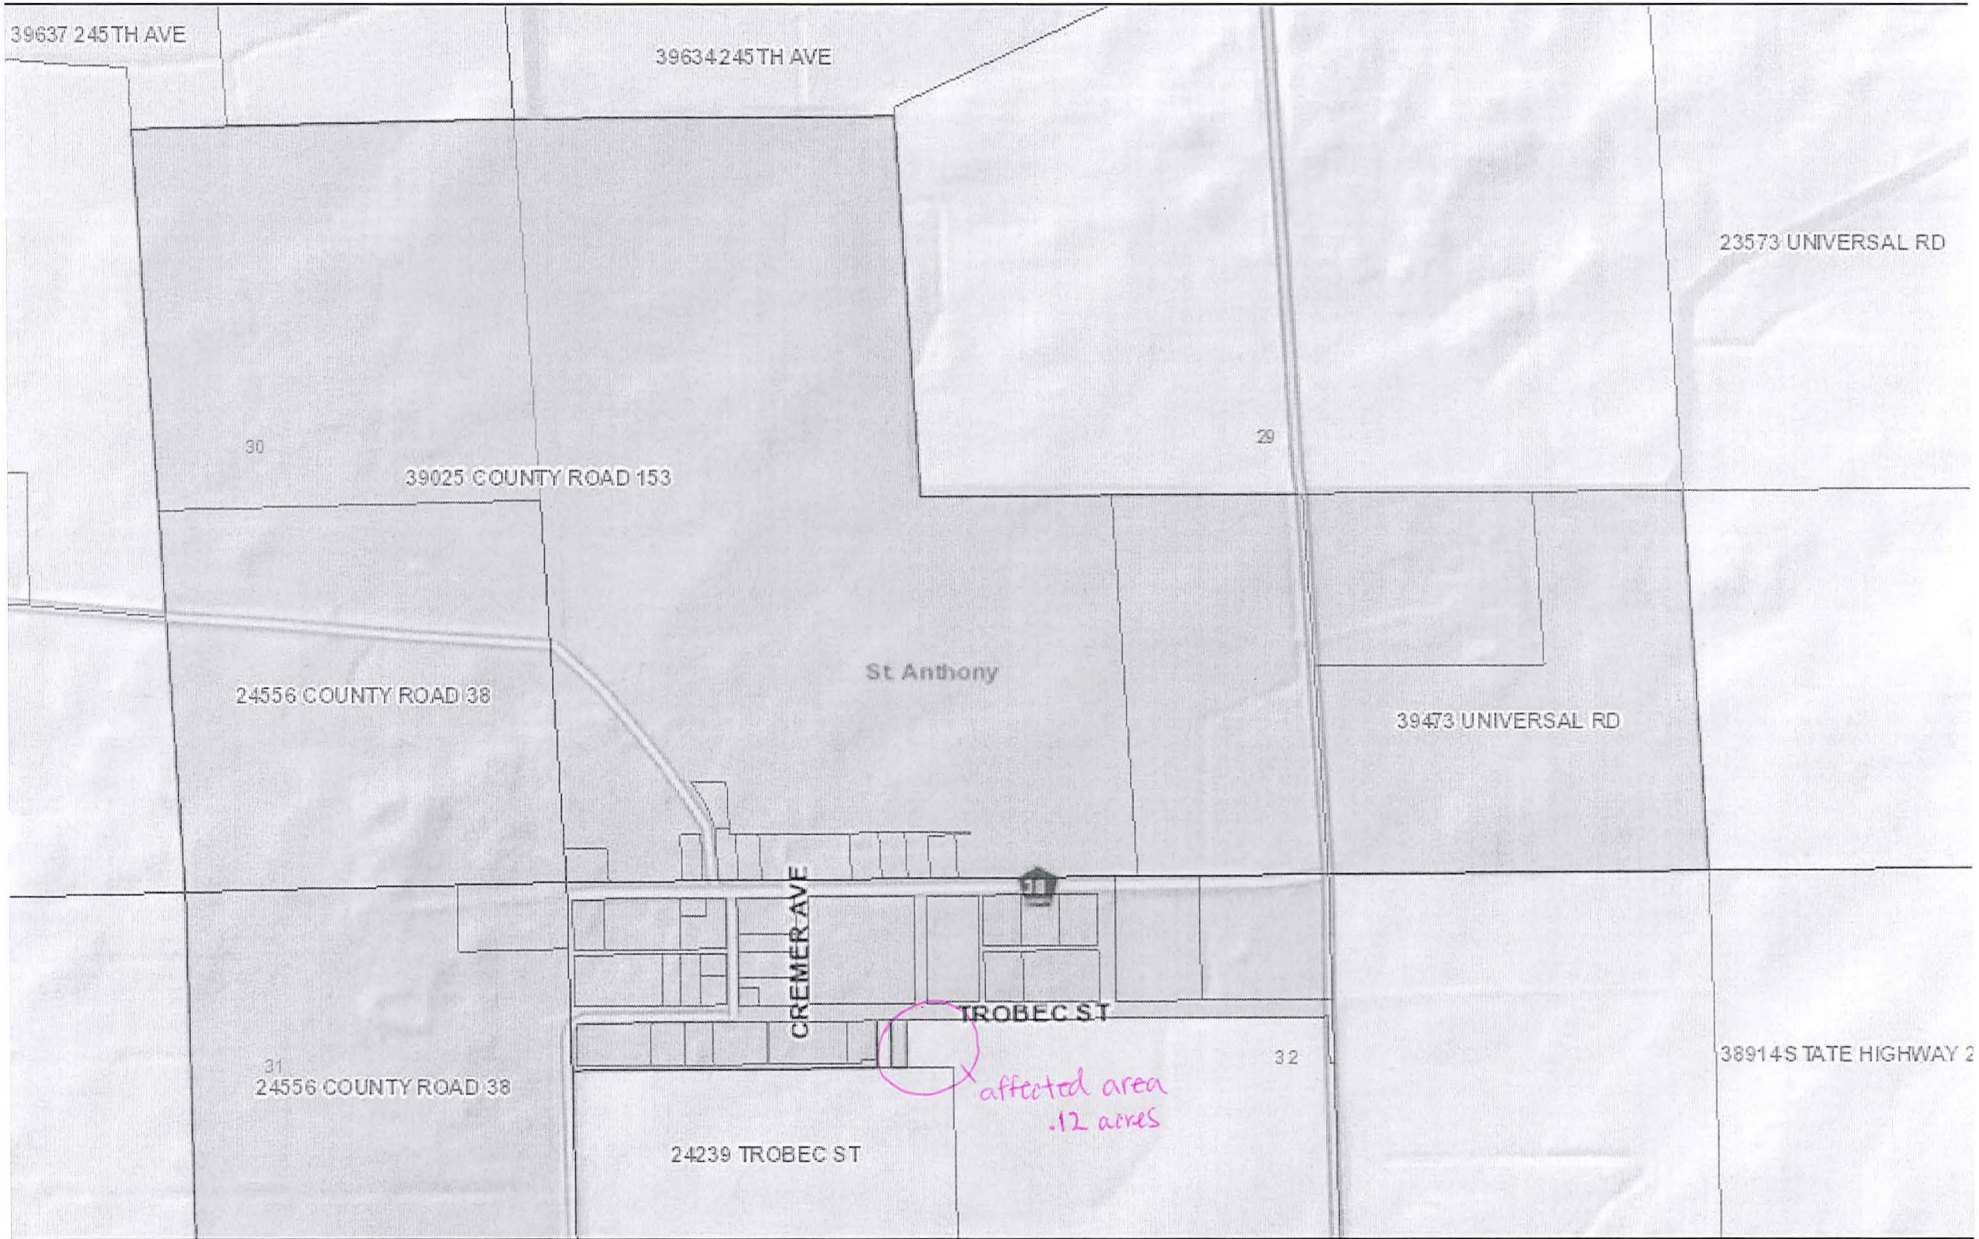 39637 245TH AVE
39634 245TH AVE
23573 UNIVERSAL RD
29
30
39025 COUNTY ROAD 153
St. Anthony
24556 COUNTY ROAD 38
39473 UNIVERSAL RD
CREMER AVE
TROBEC ST
32
38914 STATE HIGHWAY 2
31
24556 COUNTY ROAD 38
affected area
.12 acres
24239 TROBEC ST